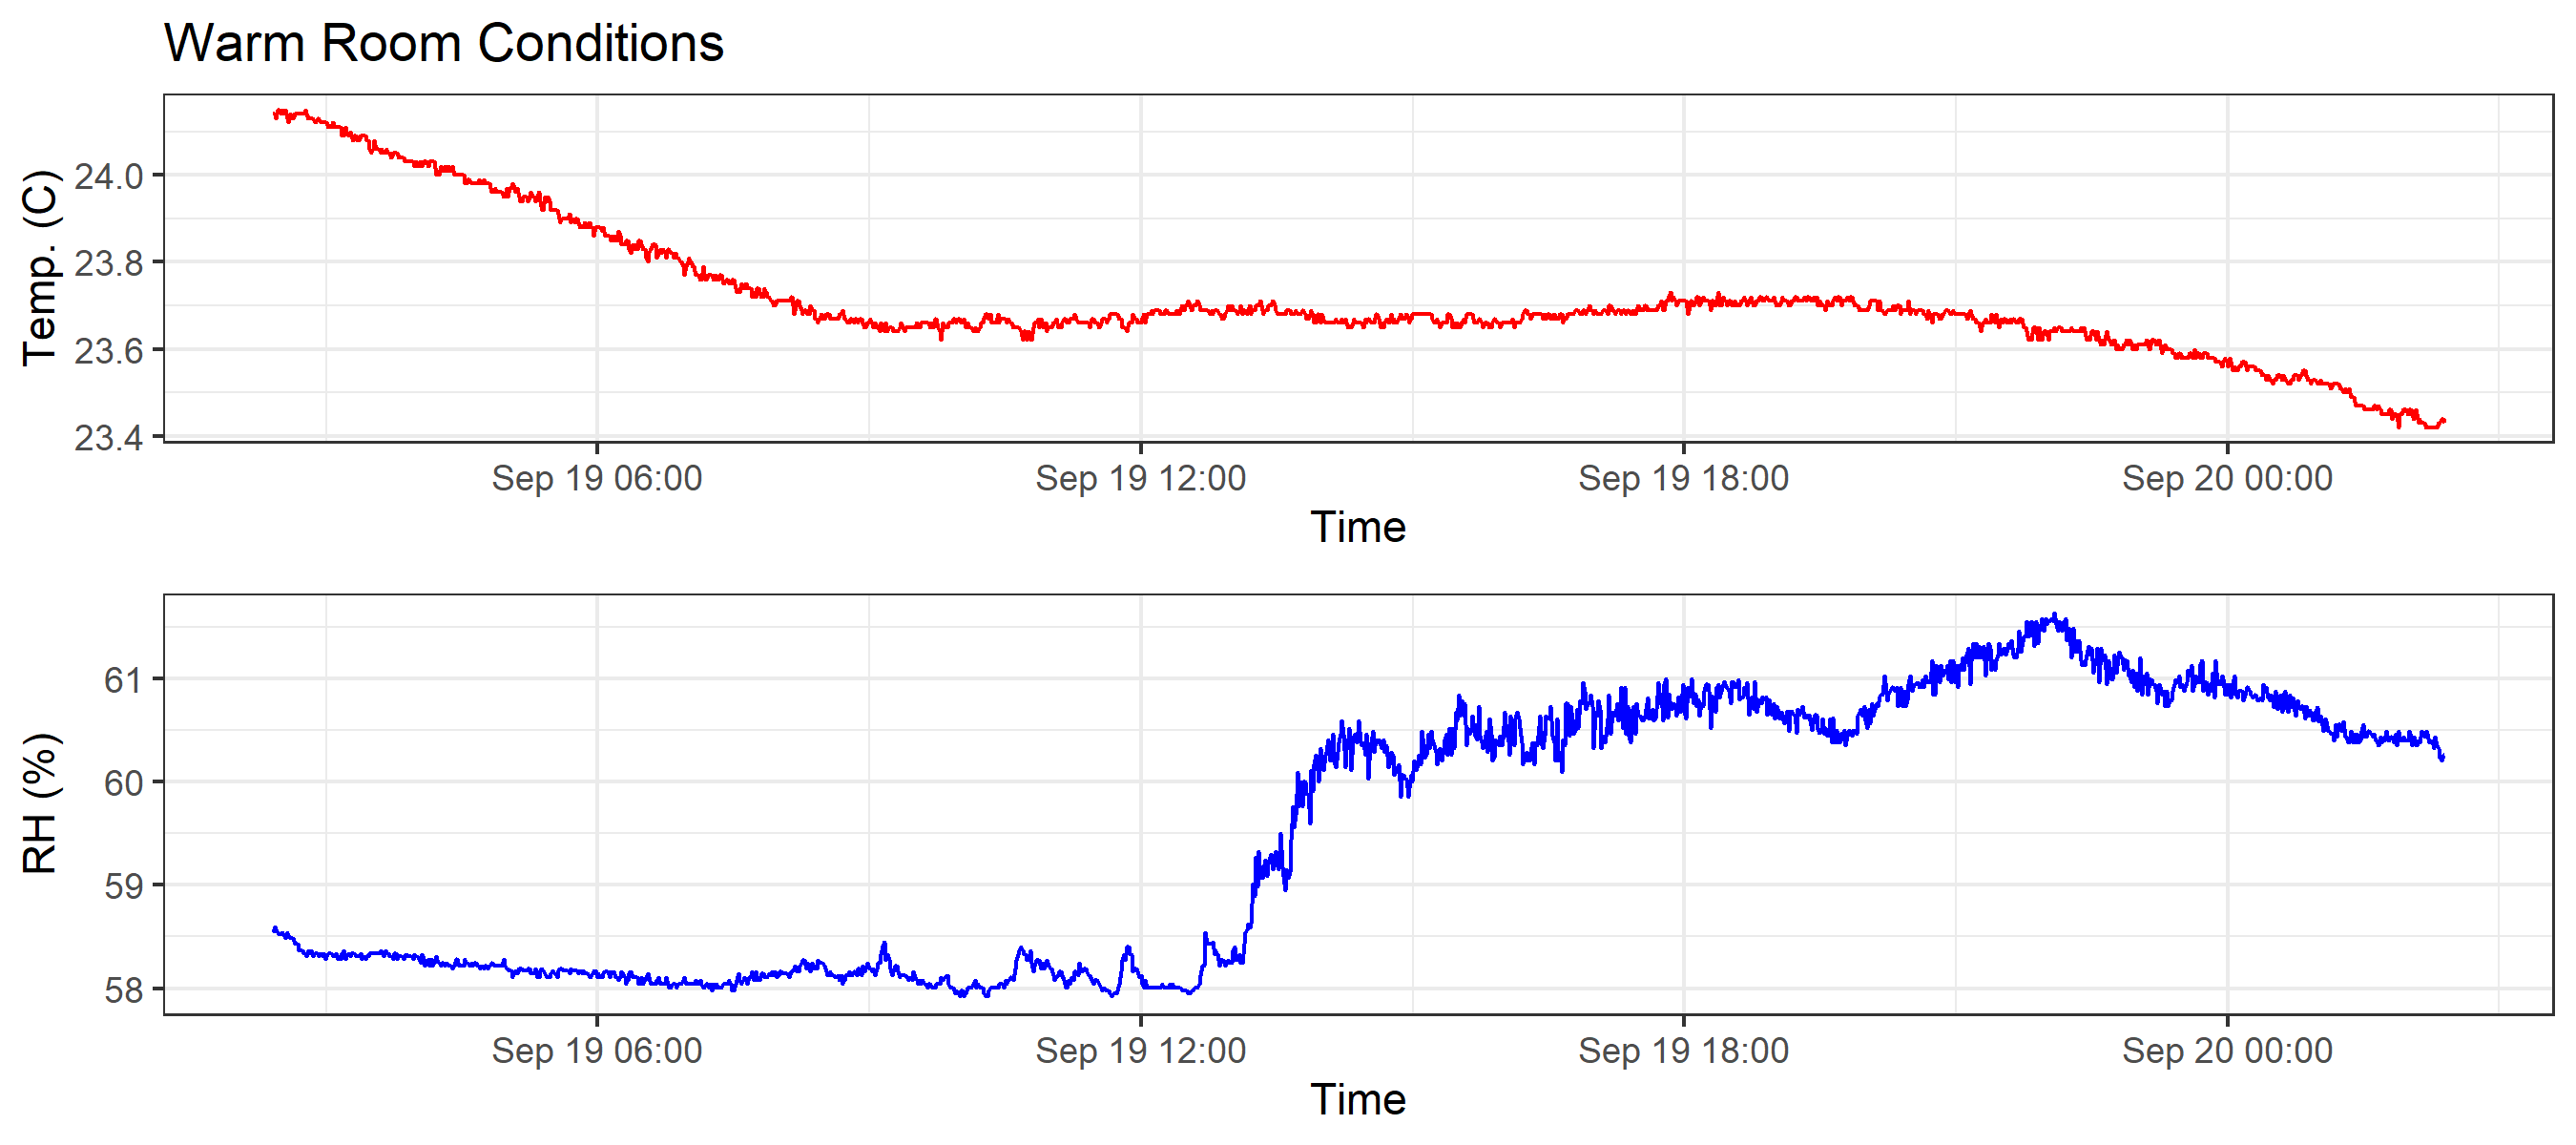 Warm Room Conditions
Temp. (C)
24.0
23.8
23.6
23.4
Sep 19 06:00 Sep 19 12:00 Sep 19 18:00 Sep 20 00:00
Time
RH (%)
61
60
59
58
Sep 19 06:00 Sep 19 12:00 Sep 19 18:00 Sep 20 00:00
Time